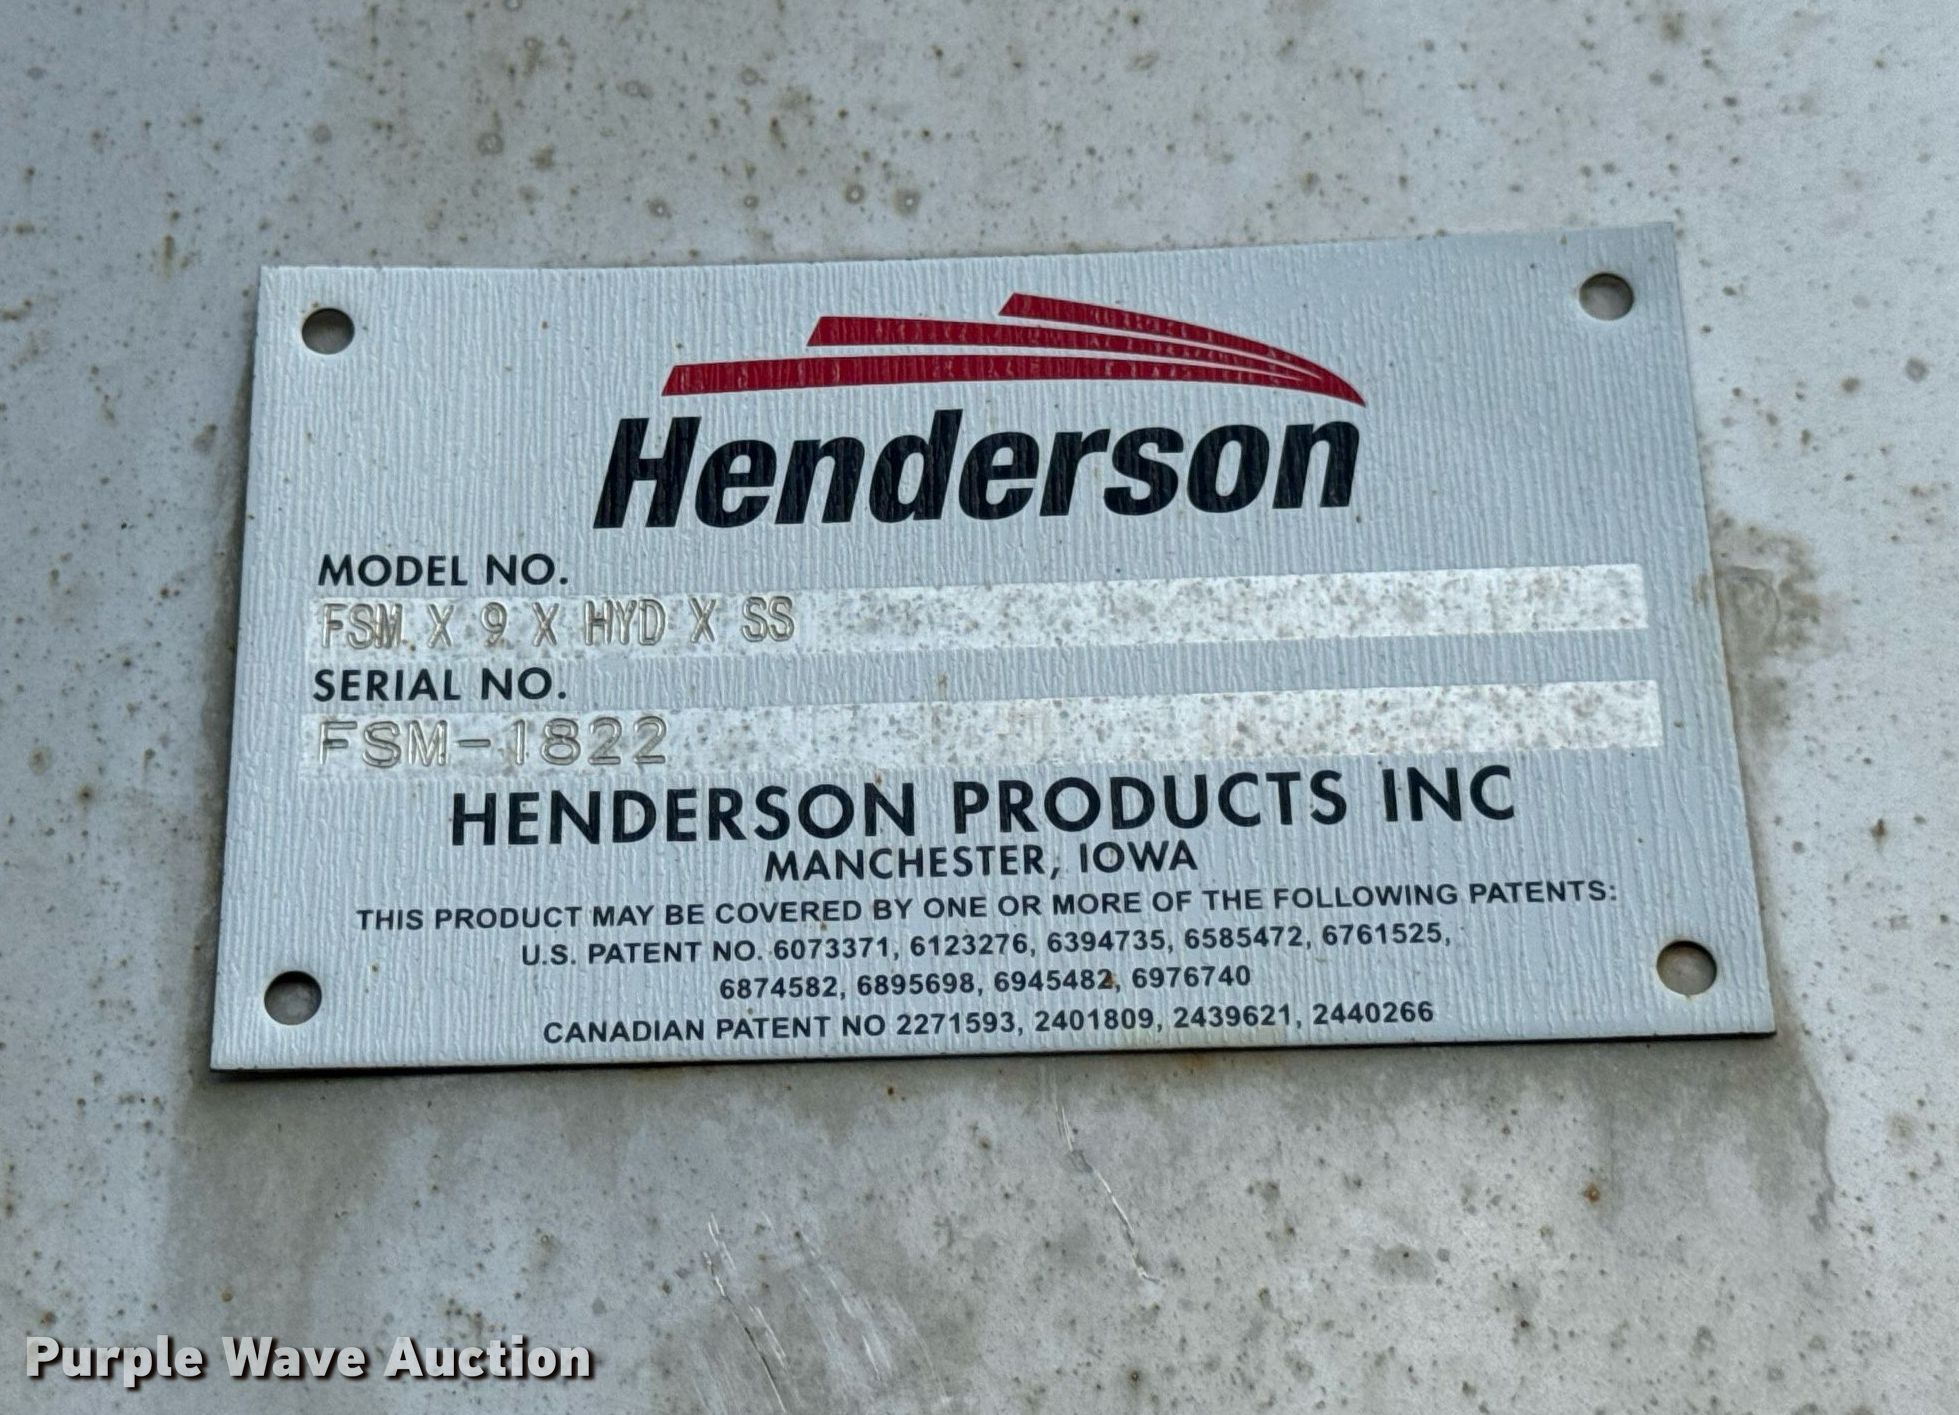 Henderson
MODEL NO.
FSM X 9 X HYD X SS
SERIAL NO.
FSM-1822
HENDERSON PRODUCTS INC
MANCHESTER, IOWA
THIS PRODUCT MAY BE COVERED BY ONE OR MORE OF THE FOLLOWING PATENTS:
U.S. PATENT NO. 6073371, 6123276, 6394735, 6585472, 6761525,
6874582, 6895698, 6945482, 6976740
CANADIAN PATENT NO 2271593, 2401809, 2439621, 2440266
Purple Wave Auction